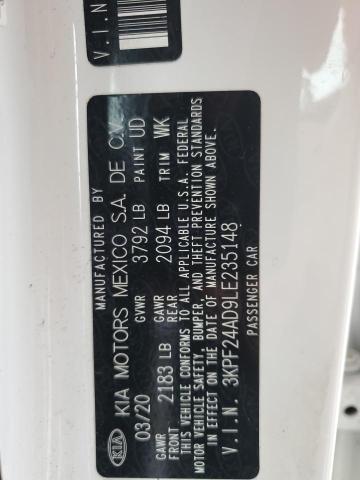 V.I.N
MANUFACTURED BY
KIA KIA MOTORS MEXICO S.A. DE C.V.
03/20 GVWR 3792 LB PAINT UD
GAWR FRONT 2183 LB GAWR REAR 2094 LB TRIM WK
THIS VEHICLE CONFORMS TO ALL APPLICABLE U.S.A. FEDERAL
MOTOR VEHICLE SAFETY, BUMPER, AND THEFT PREVENTION STANDARDS
IN EFFECT ON THE DATE OF MANUFACTURE SHOWN ABOVE.
V.I.N. 3KPF24AD9LE235148
PASSENGER CAR